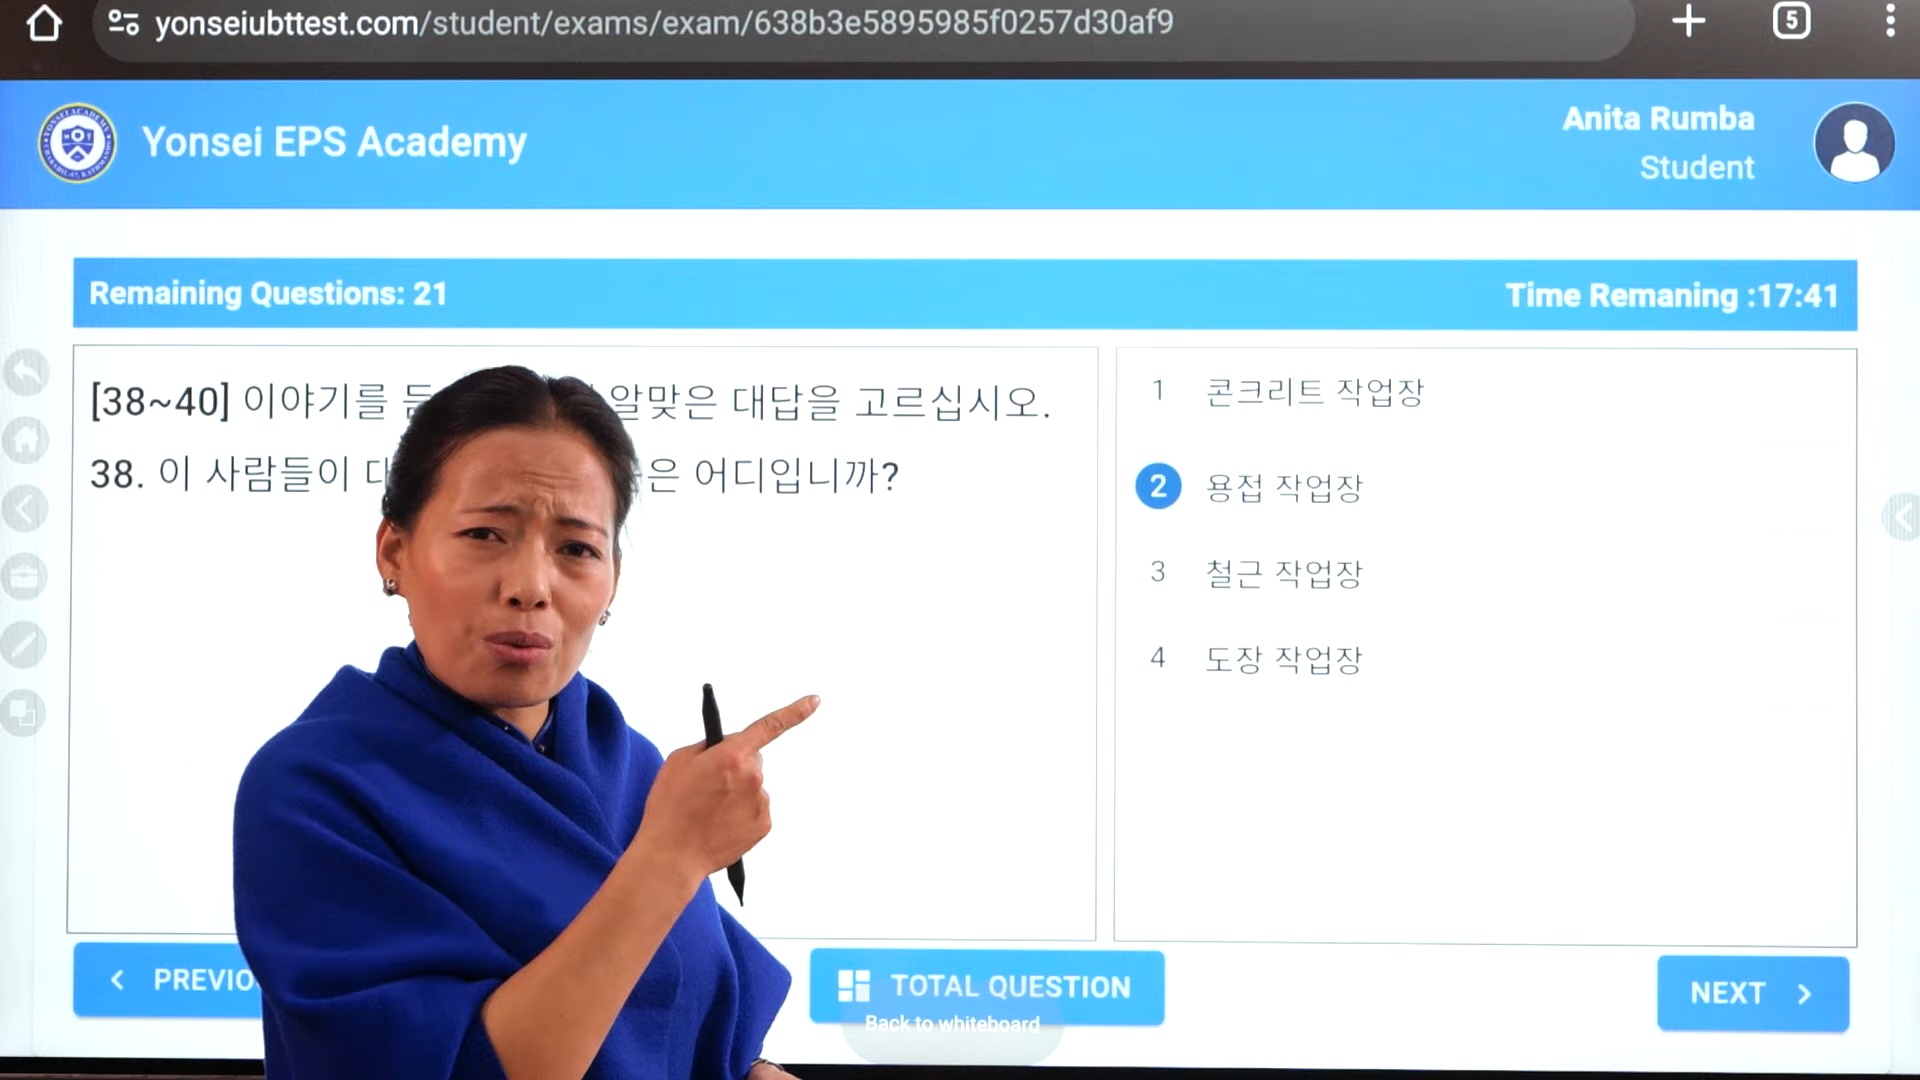 yonseiubttest.com/student/exams/exam/638b3e5895985f0257d30af9
5
Yonsei EPS Academy
Anita Rumba
Student
Remaining Questions: 21
Time Remaning :17:41
[38~40] 이야기를 알맞은 대답을 고르십시오.
38. 이 사람들이 어디입니까?
1 콘크리트 작업장
2 용접 작업장
3 철근 작업장
4 도장 작업장
TOTAL QUESTION
Back to whiteboard
NEXT